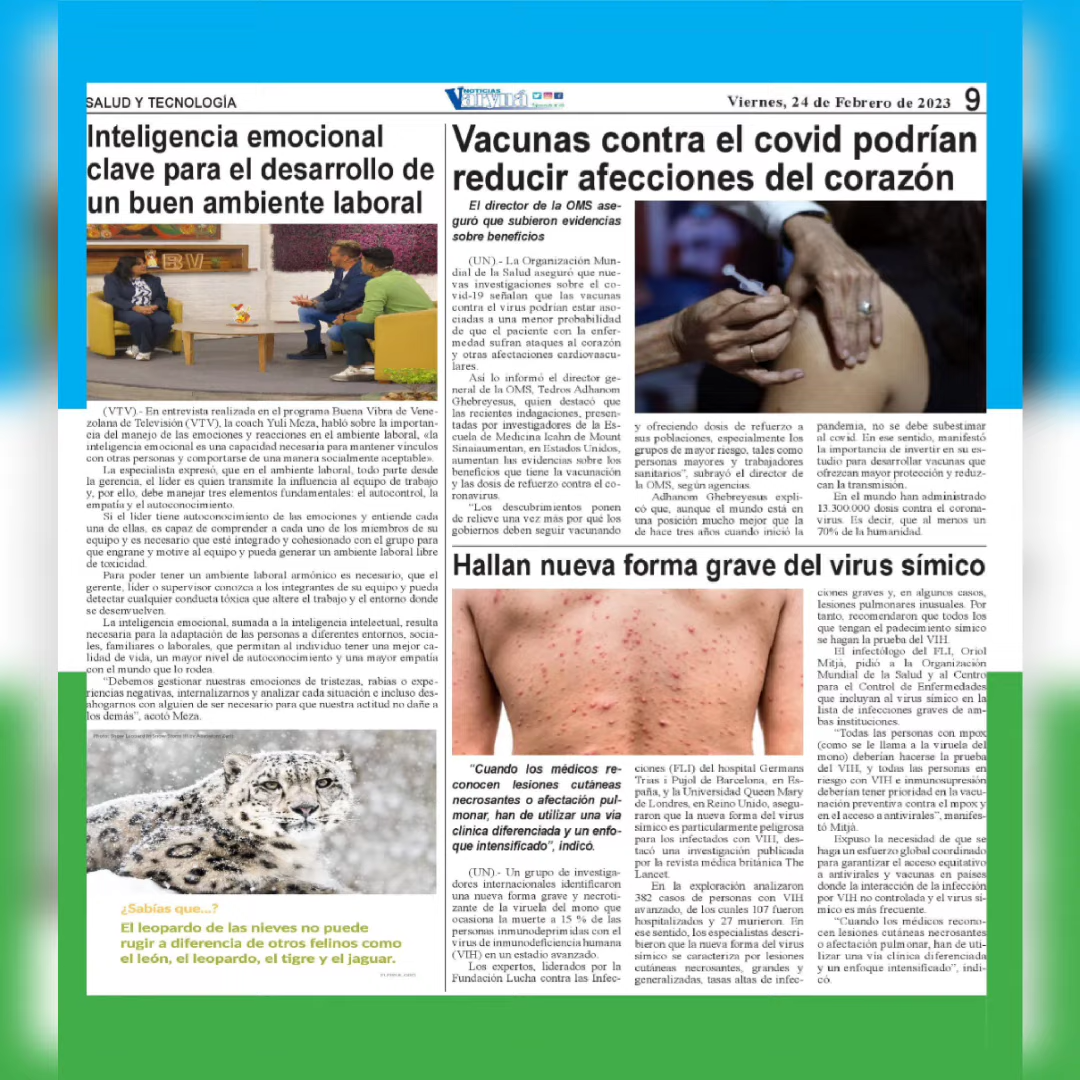 SALUD Y TECNOLOGÍA
NOTICIAS
Varyná
Viernes, 24 de Febrero de 2023 9
Inteligencia emocional
clave para el desarrollo de
un buen ambiente laboral
BV
(VTV).- En entrevista realizada en el programa Buena Vibra de Vene-
zolana de Televisión (VTV), la coach Yuli Meza, habló sobre la importan-
cia del manejo de las emociones y reacciones en el ambiente laboral, «la
inteligencia emocional es una capacidad necesaria para mantener vínculos
con otras personas y comportarse de una manera socialmente aceptable».
La especialista expresó, que en el ambiente laboral, todo parte desde
la gerencia, el líder es quien transmite la influencia al equipo de trabajo
y, por ello, debe manejar tres elementos fundamentales: el autocontrol, la
empatía y el autoconocimiento.
Si el líder tiene autoconocimiento de las emociones y entiende cada
una de ellas, es capaz de comprender a cada uno de los miembros de su
equipo y es necesario que esté integrado y cohesionado con el grupo para
que engrane y motive al equipo y pueda generar un ambiente laboral libre
de toxicidad.
Para poder tener un ambiente laboral armónico es necesario, que el
gerente, líder o supervisor conozca a los integrantes de su equipo y pueda
detectar cualquier conducta tóxica que altere el trabajo y el entorno donde
se desenvuelven.
La inteligencia emocional, sumada a la inteligencia intelectual, resulta
necesaria para la adaptación de las personas a diferentes entornos, socia-
les, familiares o laborales, que permitan al individuo tener una mejor ca-
lidad de vida, un mayor nivel de autoconocimiento y una mayor empatía
con el mundo que lo rodea.
“Debemos gestionar nuestras emociones de tristezas, rabias o expe-
riencias negativas, internalizarnos y analizar cada situación e incluso des-
ahogarnos con alguien de ser necesario para que nuestra actitud no dañe a
los demás”, acotó Meza.
¿Sabías que...?
El leopardo de las nieves no puede
rugir a diferencia de otros felinos como
el león, el leopardo, el tigre y el jaguar.
Vacunas contra el covid podrían
reducir afecciones del corazón
El director de la OMS ase-
guró que subieron evidencias
sobre beneficios
(UN).- La Organización Mun-
dial de la Salud aseguró que nue-
vas investigaciones sobre el co-
vid-19 señalan que las vacunas
contra el virus podrían estar aso-
ciadas a una menor probabilidad
de que el paciente con la enfer-
medad sufran ataques al corazón
y otras afectaciones cardiovascu-
lares.
Así lo informó el director ge-
neral de la OMS, Tedros Adhanom
Ghebreyesus, quien destacó que
las recientes indagaciones, presen-
tadas por investigadores de la Es-
cuela de Medicina Icahn de Mount
Sinaiaumentan, en Estados Unidos,
aumentan las evidencias sobre los
beneficios que tiene la vacunación
y las dosis de refuerzo contra el co-
ronavirus.
“Los descubrimientos ponen
de relieve una vez más por qué los
gobiernos deben seguir vacunando
y ofreciendo dosis de refuerzo a
sus poblaciones, especialmente los
grupos de mayor riesgo, tales como
personas mayores y trabajadores
sanitarios”, subrayó el director de
la OMS, según agencias.
Adhanom Ghebreyesus expli-
có que, aunque el mundo está en
una posición mucho mejor que la
de hace tres años cuando inició la
pandemia, no se debe subestimar
al covid. En ese sentido, manifestó
la importancia de invertir en su es-
tudio para desarrollar vacunas que
ofrezcan mayor protección y reduz-
can la transmisión.
En el mundo han administrado
13.300.000 dosis contra el corona-
virus. Es decir, que al menos un
70% de la humanidad.
Hallan nueva forma grave del virus símico
“Cuando los médicos re-
conocen lesiones cutáneas
necrosantes o afectación pul-
monar, han de utilizar una vía
clínica diferenciada y un enfo-
que intensificado”, indicó.
(UN).- Un grupo de investiga-
dores internacionales identificaron
una nueva forma grave y necroti-
zante de la viruela del mono que
ocasiona la muerte a 15 % de las
personas inmunodeprimidas con el
virus de inmunodeficiencia humana
(VIH) en un estadio avanzado.
Los expertos, liderados por la
Fundación Lucha contra las Infec-
ciones (FLI) del hospital Germans
Trias i Pujol de Barcelona, en Es-
paña, y la Universidad Queen Mary
de Londres, en Reino Unido, asegu-
raron que la nueva forma del virus
símico es particularmente peligrosa
para los infectados con VIH, des-
tacó una investigación publicada
por la revista médica británica The
Lancet.
En la exploración analizaron
382 casos de personas con VIH
avanzado, de los cuales 107 fueron
hospitalizados y 27 murieron. En
ese sentido, los especialistas descri-
bieron que la nueva forma del virus
símico se caracteriza por lesiones
cutáneas necrosantes, grandes y
generalizadas, tasas altas de infec-
ciones graves y, en algunos casos,
lesiones pulmonares inusuales. Por
tanto, recomendaron que todos los
que tengan el padecimiento símico
se hagan la prueba del VIH.
El infectólogo del FLI, Oriol
Mitjà, pidió a la Organización
Mundial de la Salud y al Centro
para el Control de Enfermedades
que incluyan al virus símico en la
lista de infecciones graves de am-
bas instituciones.
“Todas las personas con mpox
(como se le llama a la viruela del
mono) deberían hacerse la prueba
del VIH, y todas las personas en
riesgo con VIH e inmunosupresión
deberían tener prioridad en la vacu-
nación preventiva contra el mpox y
en el acceso a antivirales”, manifes-
tó Mitjà.
Expuso la necesidad de que se
haga un esfuerzo global coordinado
para garantizar el acceso equitativo
a antivirales y vacunas en países
donde la interacción de la infección
por VIH no controlada y el virus sí-
mico es más frecuente.
“Cuando los médicos recono-
cen lesiones cutáneas necrosantes
o afectación pulmonar, han de uti-
lizar una vía clínica diferenciada
y un enfoque intensificado”, indi-
có.